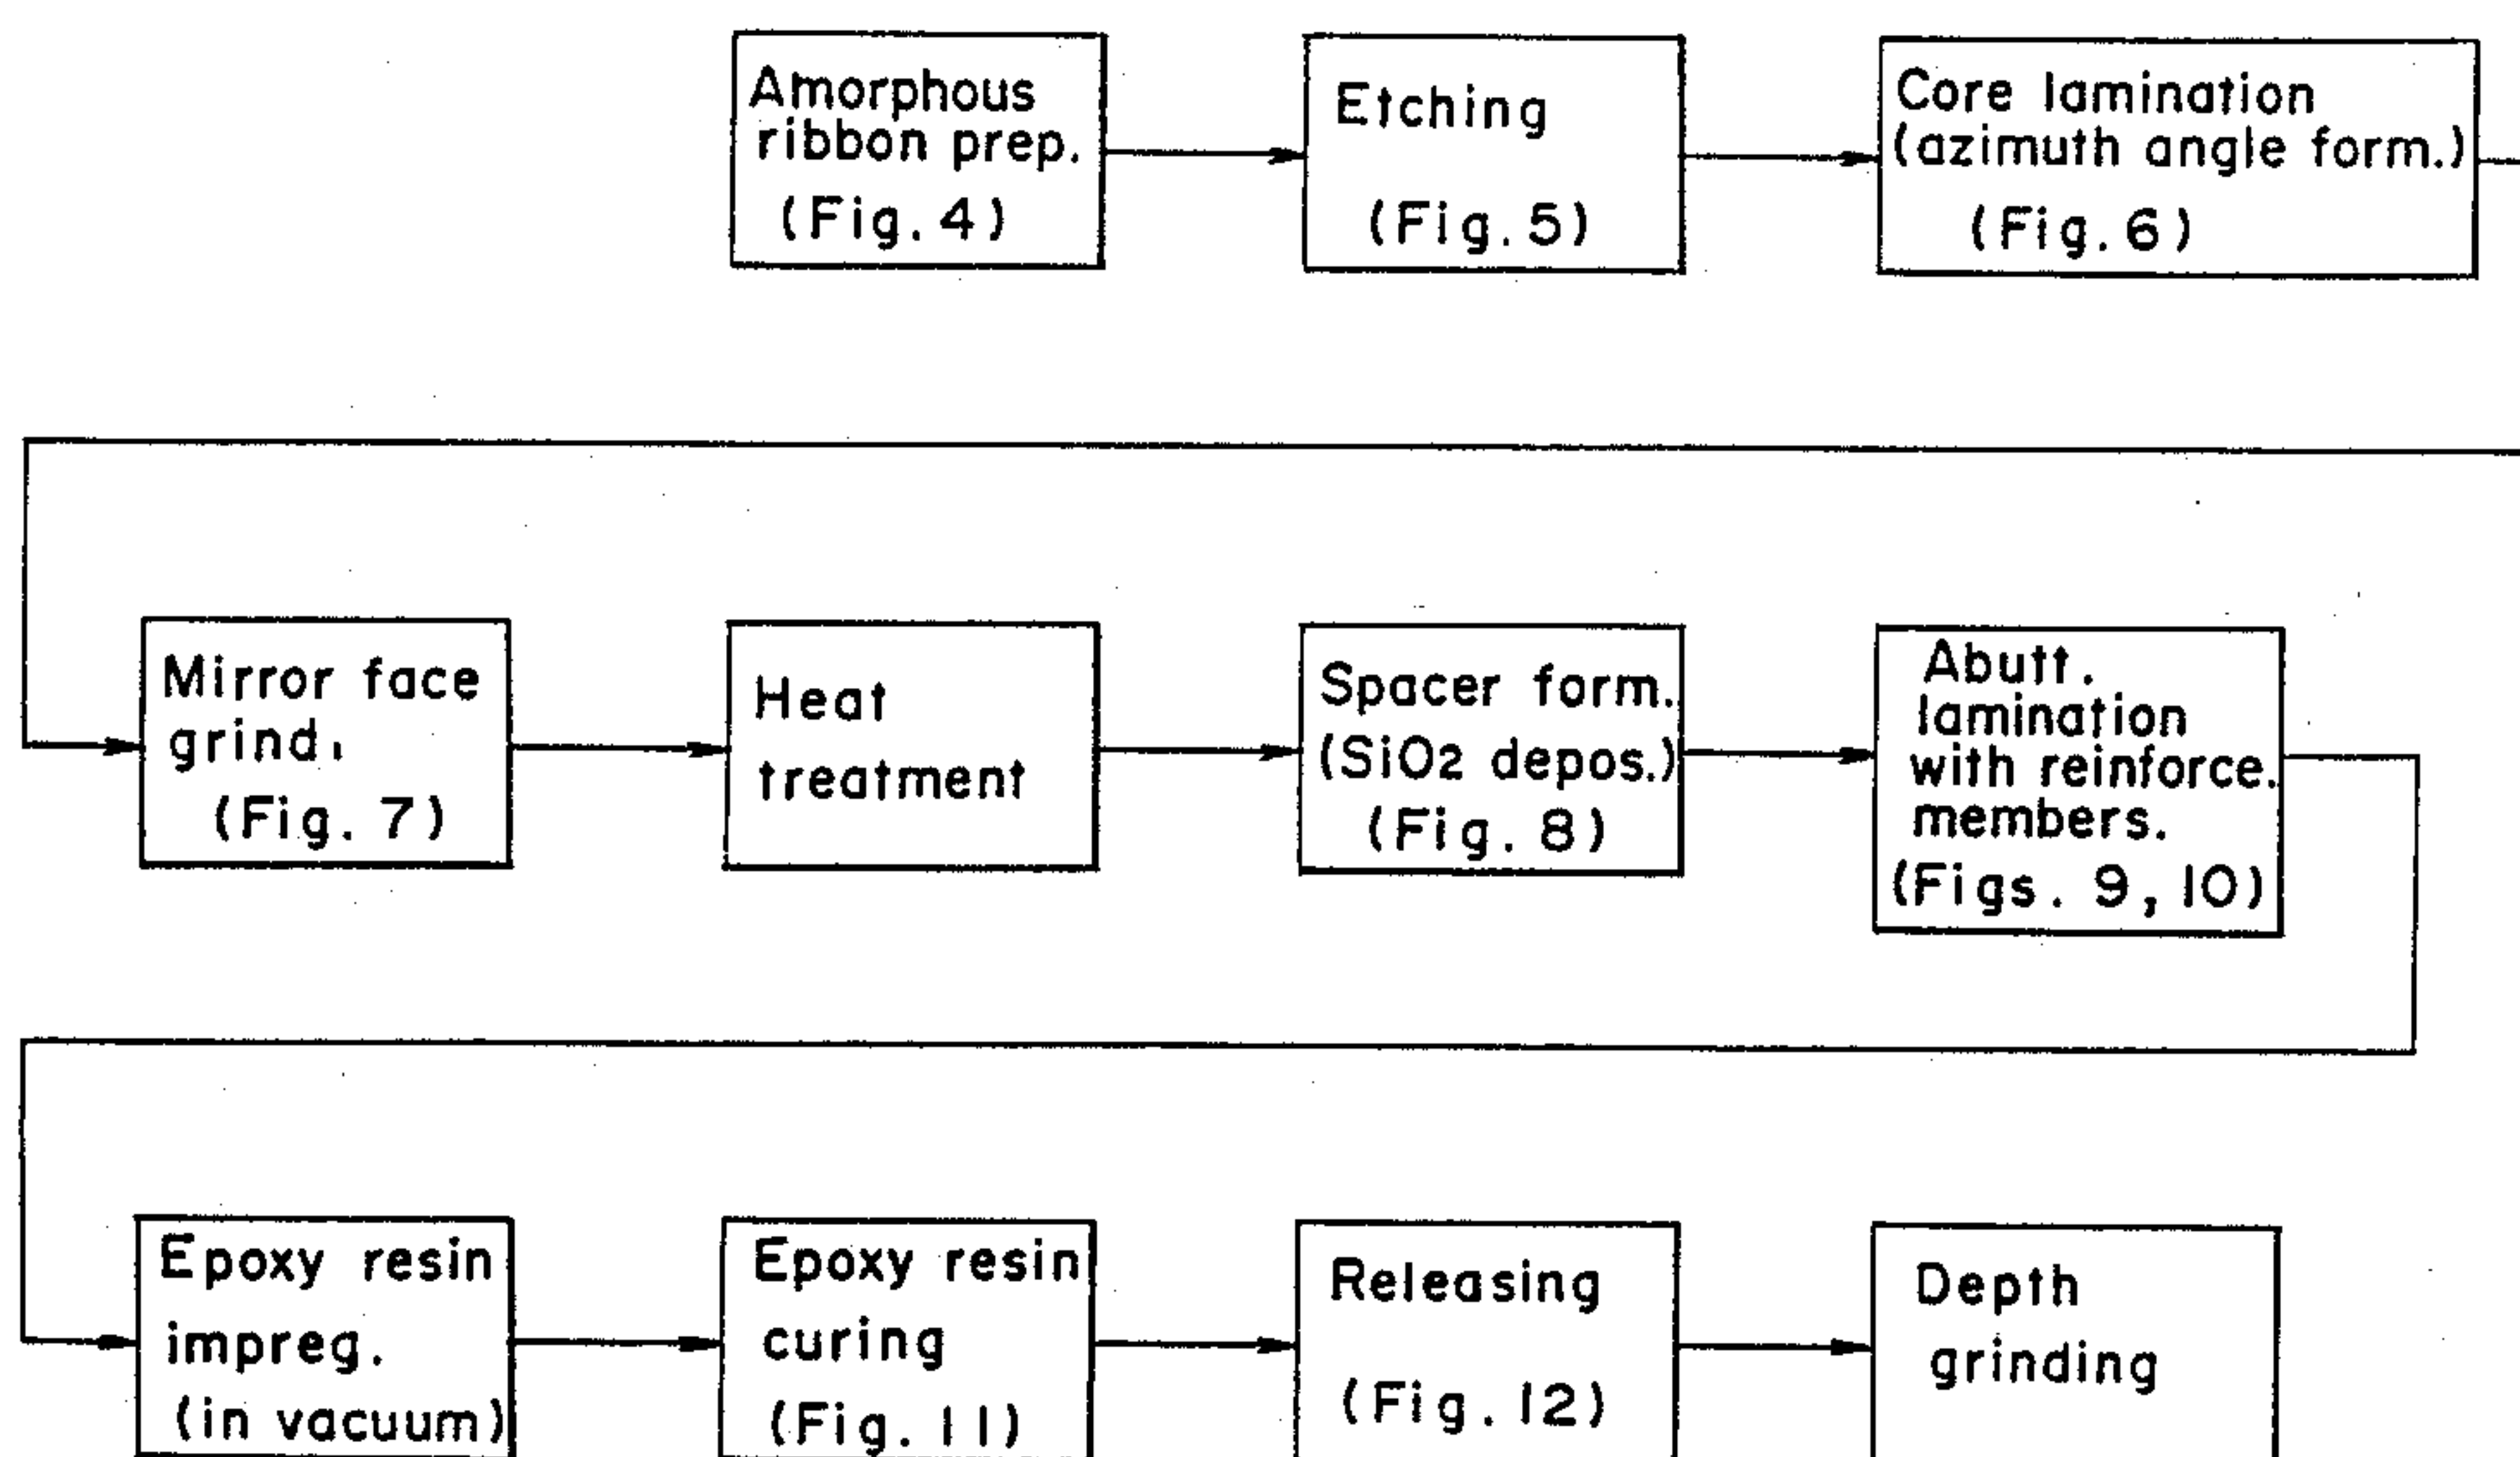 Amorphous
ribbon prep.
(Fig. 4)
Etching
(Fig. 5)
Core lamination
(azimuth angle form.)
(Fig. 6)
Mirror face
grind.
(Fig. 7)
Heat
treatment
Spacer form.
(SiO2 depos.)
(Fig. 8)
Abutt.
lamination
with reinforce.
members.
(Figs. 9, 10)
Epoxy resin
impreg.
(in vacuum)
Epoxy resin
curing
(Fig. 11)
Releasing
(Fig. 12)
Depth
grinding